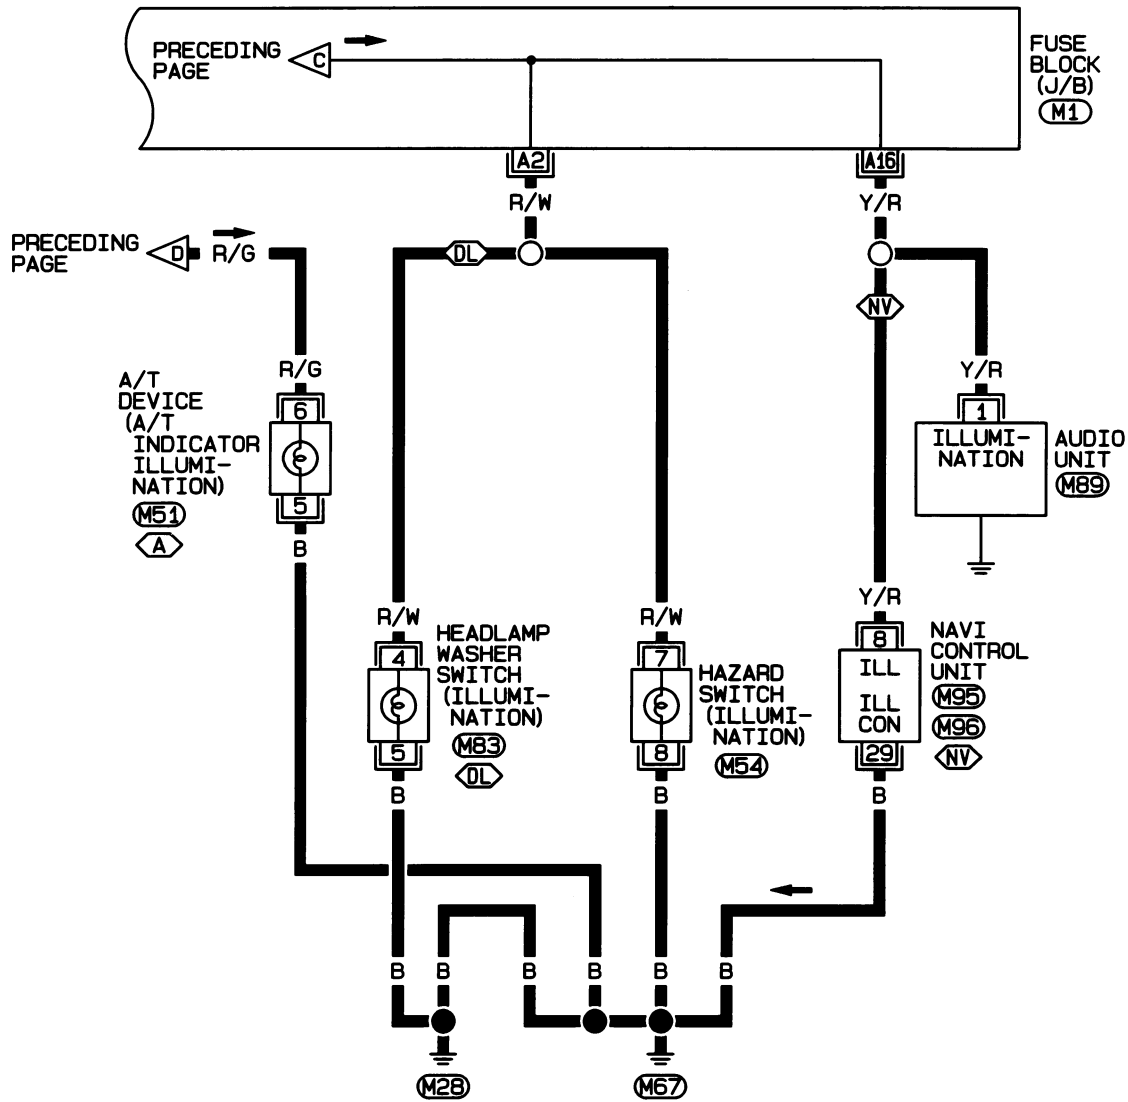 PRECEDING
PAGE
C
FUSE
BLOCK
(J/B)
M1
A2
A16
R/W
Y/R
PRECEDING
PAGE
D
R/G
DL
NV
R/G
Y/R
A/T
DEVICE
(A/T
INDICATOR
ILLUMI-
NATION)
M51
A
6
5
B
1
ILLUMI-
NATION
AUDIO
UNIT
M89
R/W
R/W
Y/R
4
5
HEADLAMP
WASHER
SWITCH
(ILLUMI-
NATION)
M83
DL
7
8
HAZARD
SWITCH
(ILLUMI-
NATION)
M54
8
ILL
ILL
CON
29
NAVI
CONTROL
UNIT
M95
M96
NV
B
B
B
B
B
B
B
B
B
M28
M67